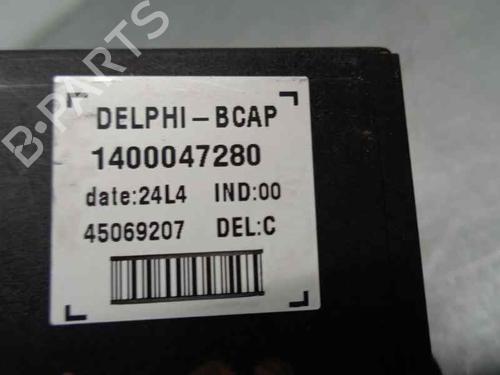 B-PARTS
DELPHI-BCAP
1400047280
date:24L4 IND:00
45069207 DEL:C